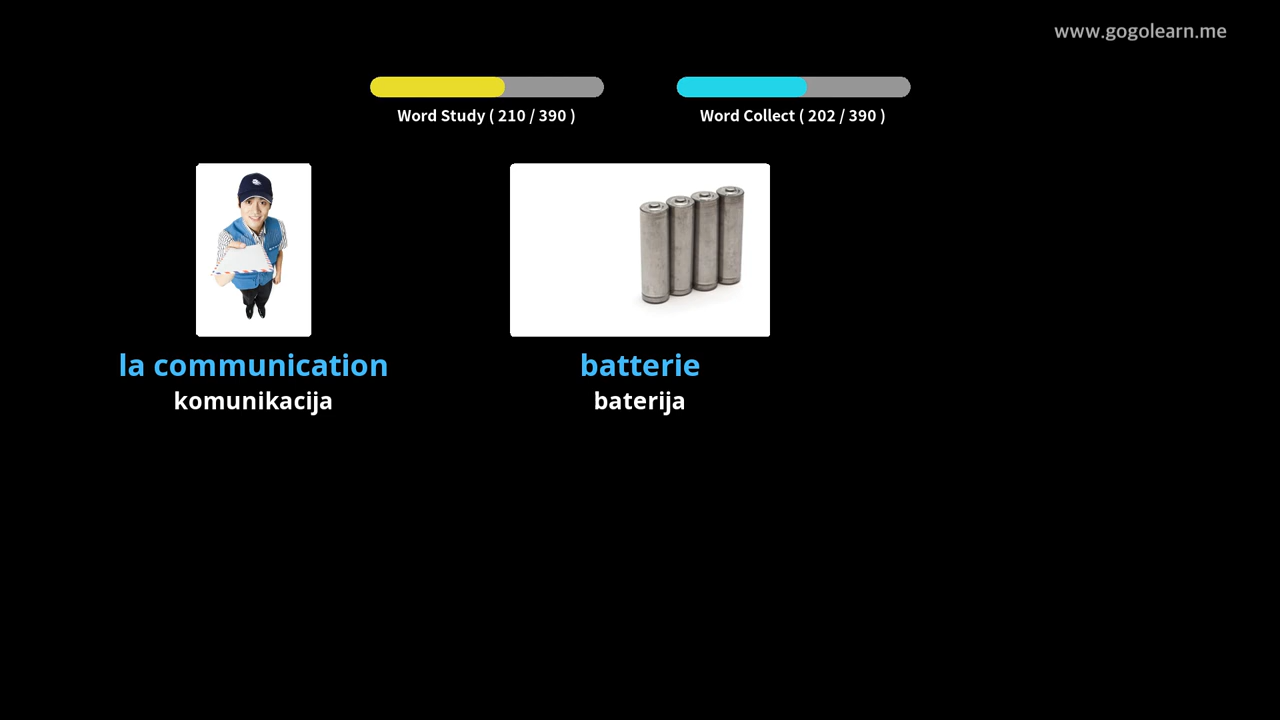 www.gogolearn.me
Word Study ( 210 / 390 )
Word Collect ( 202 / 390 )
la communication
komunikacija
batterie
baterija